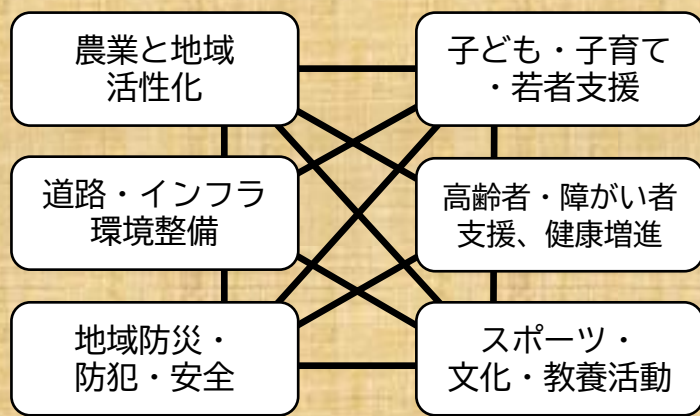 農業と地域
活性化
子ども・子育て
・若者支援
道路・インフラ
環境整備
高齢者・障がい者
支援、健康増進
地域防災・
防犯・安全
スポーツ・
文化・教養活動